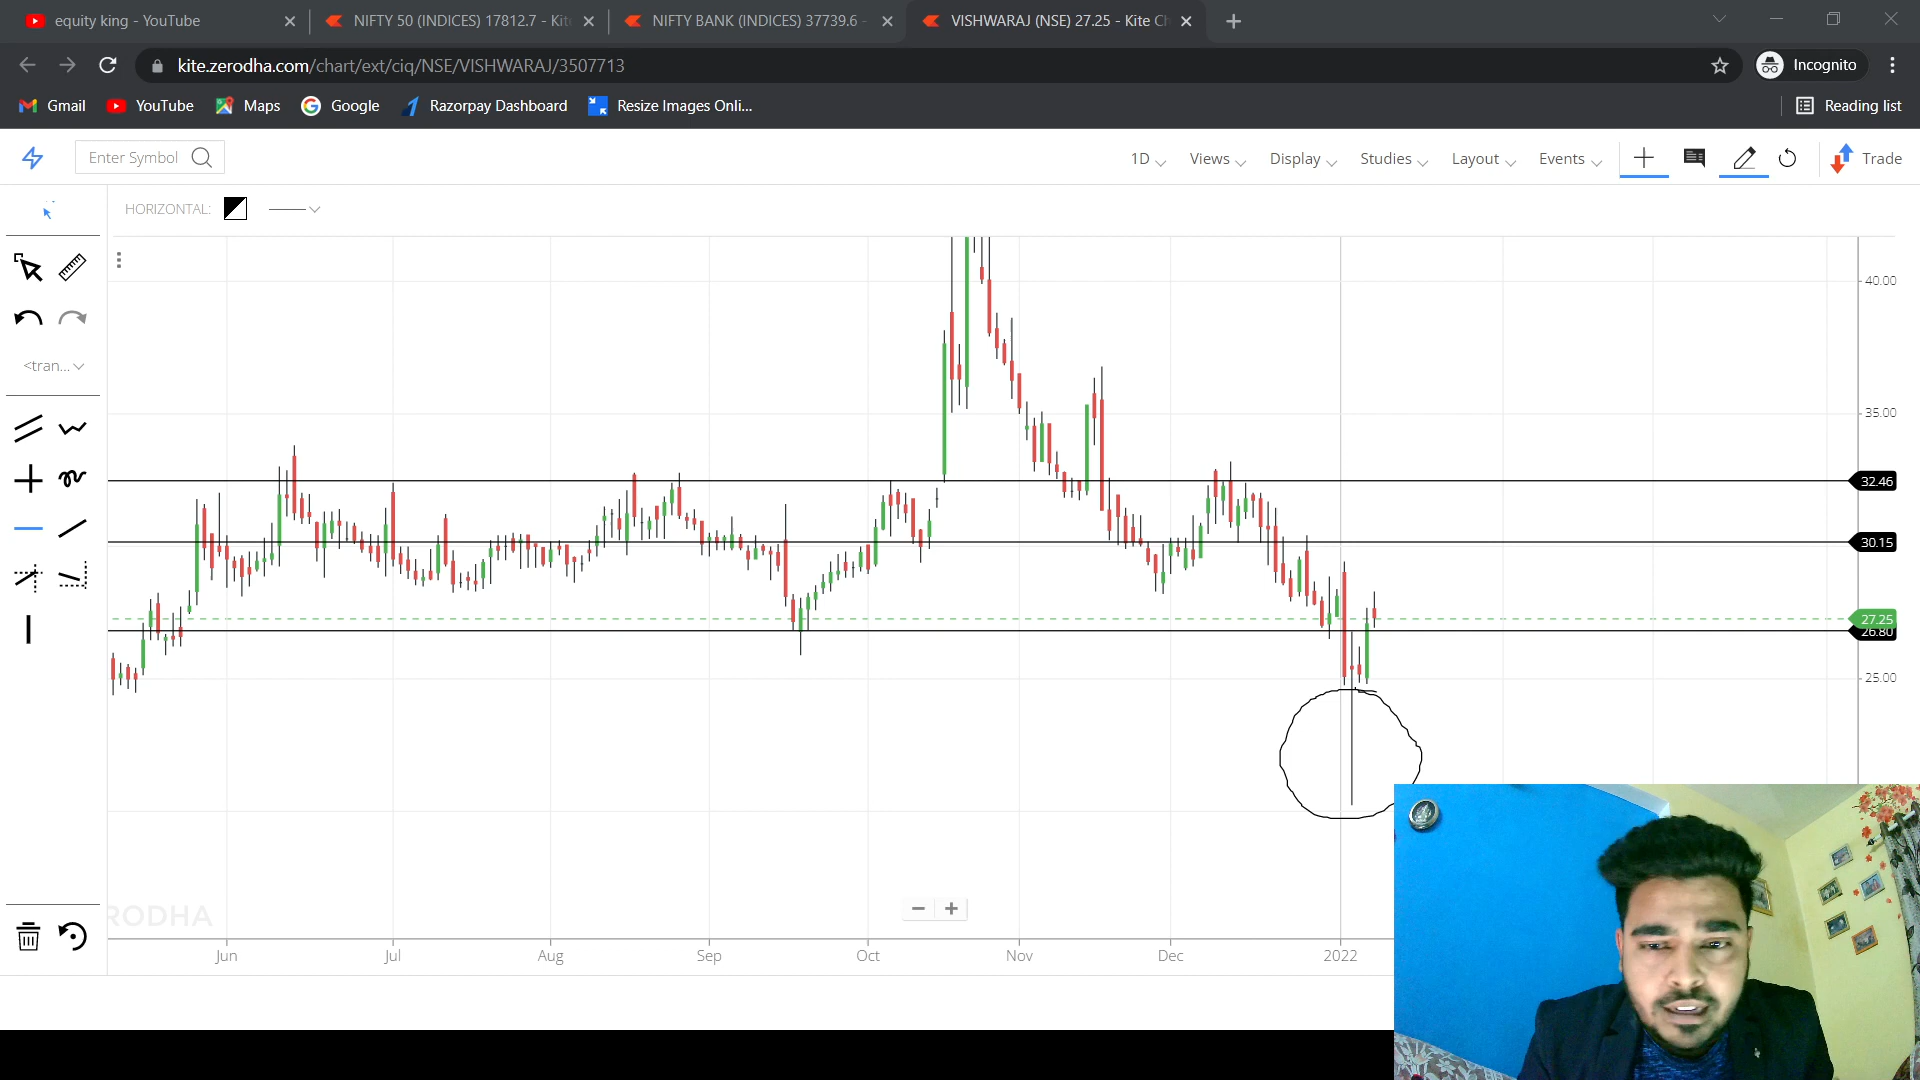 equity king - YouTube
NIFTY 50 (INDICES) 17812.7 - Kit
NIFTY BANK (INDICES) 37739.6 -
VISHWARAJ (NSE) 27.25 - Kite Ch
kite.zerodha.com/chart/ext/ciq/NSE/VISHWARAJ/3507713
Incognito
Gmail
YouTube
Maps
Google
Razorpay Dashboard
Resize Images Onli...
Reading list
Enter Symbol
1D
Views
Display
Studies
Layout
Events
Trade
HORIZONTAL:
<tran...
40.00
35.00
32.46
30.15
27.25
26.80
25.00
RODHA
Jun
Jul
Aug
Sep
Oct
Nov
Dec
2022